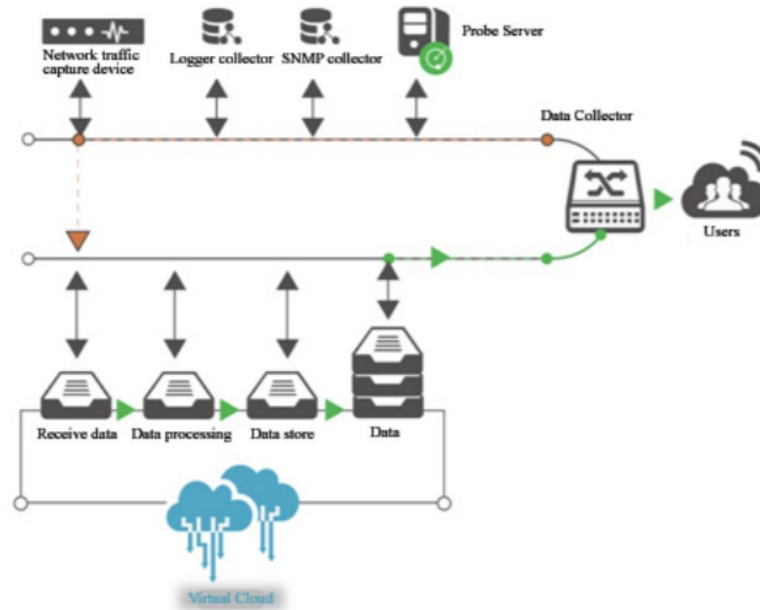 Network traffic
capture device
Logger collector
SNMP collector
Probe Server
Data Collector
Users
Receive data
Data processing
Data store
Data
Virtual Cloud